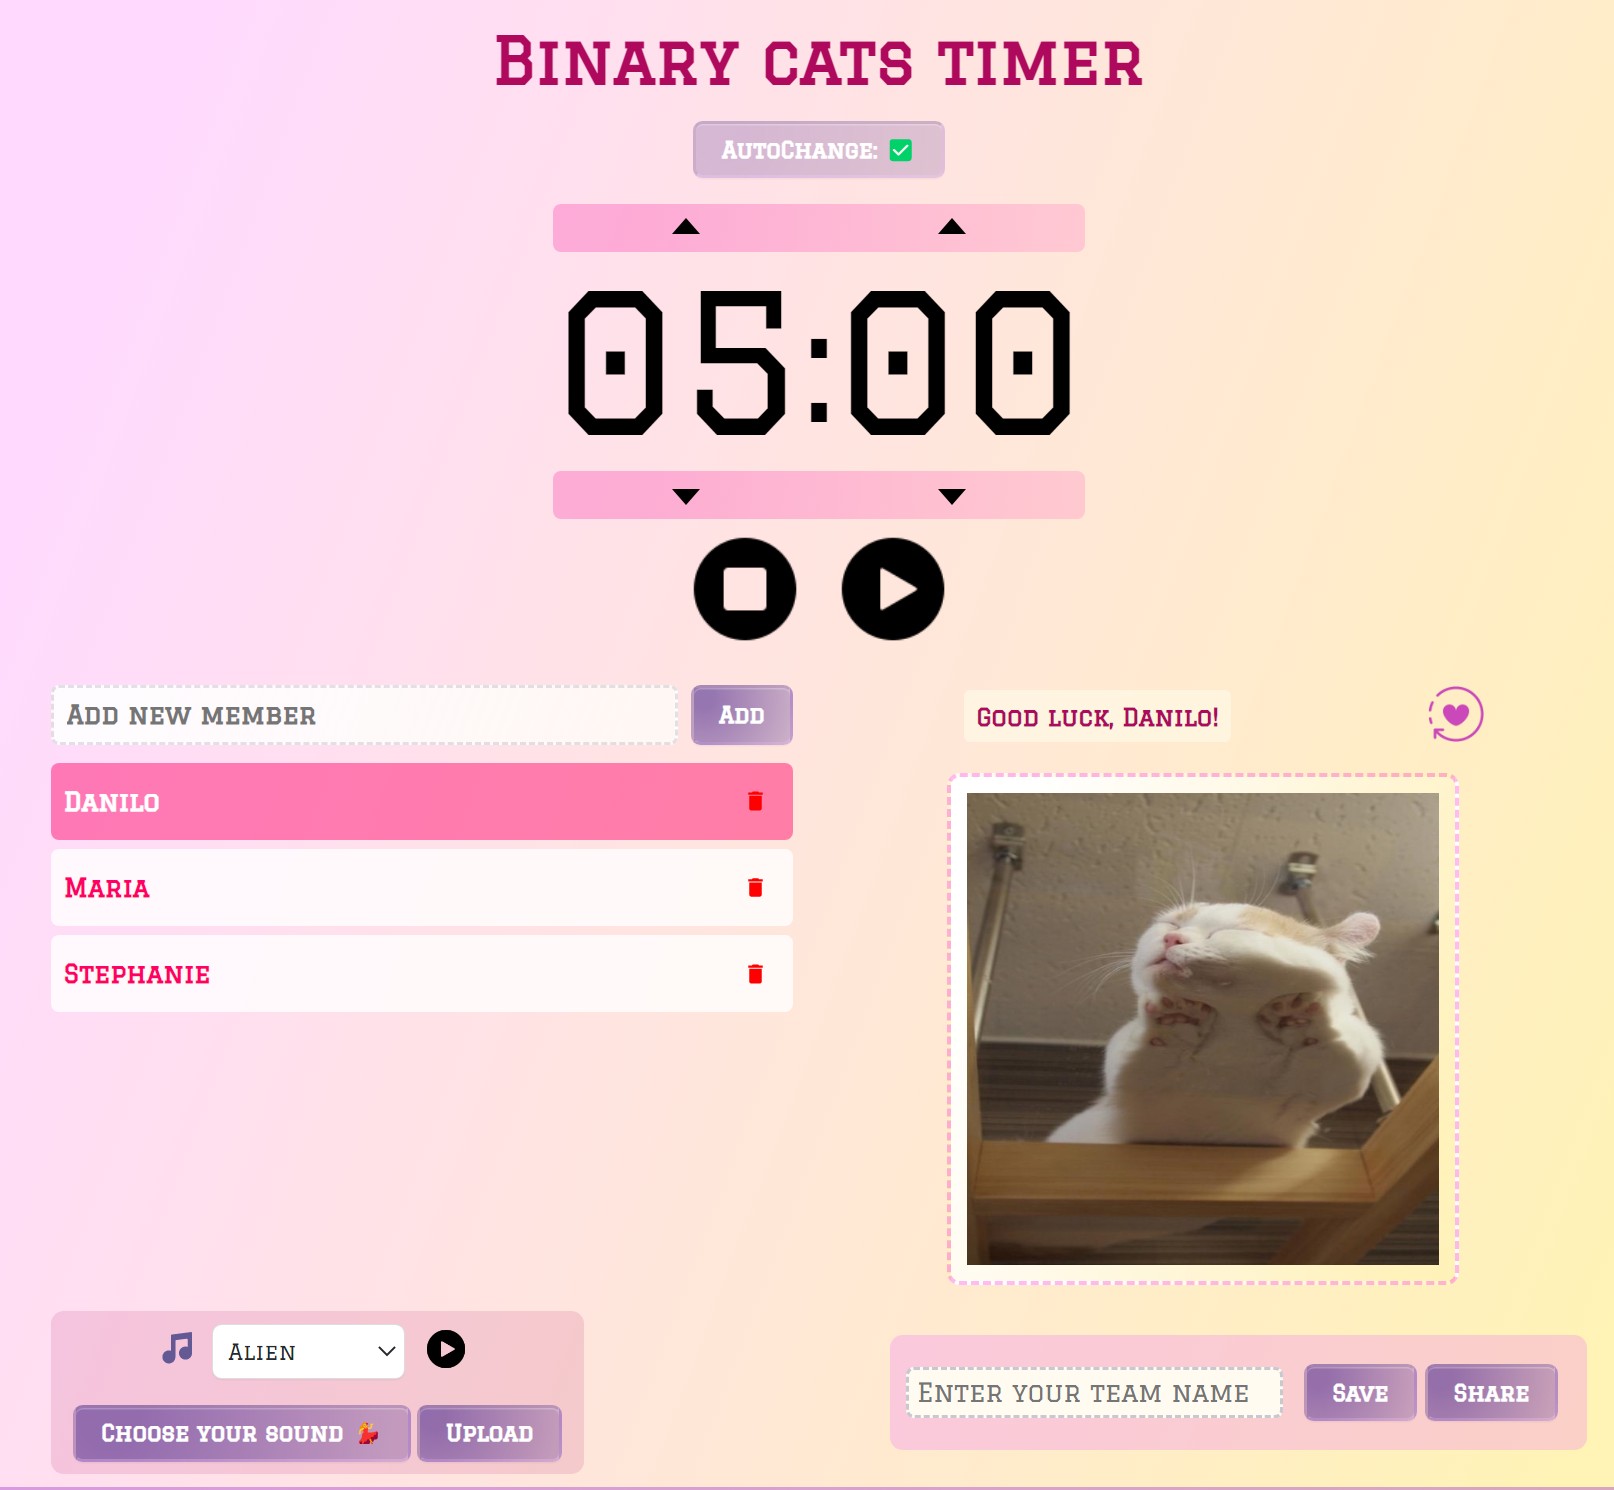 Binary cats timer
AutoChange: ✅
05:00
Add new member
Add
Good luck, Danilo!
Danilo
Maria
Stephanie
Alien
Choose your sound 💃
Upload
Enter your team name
Save
Share